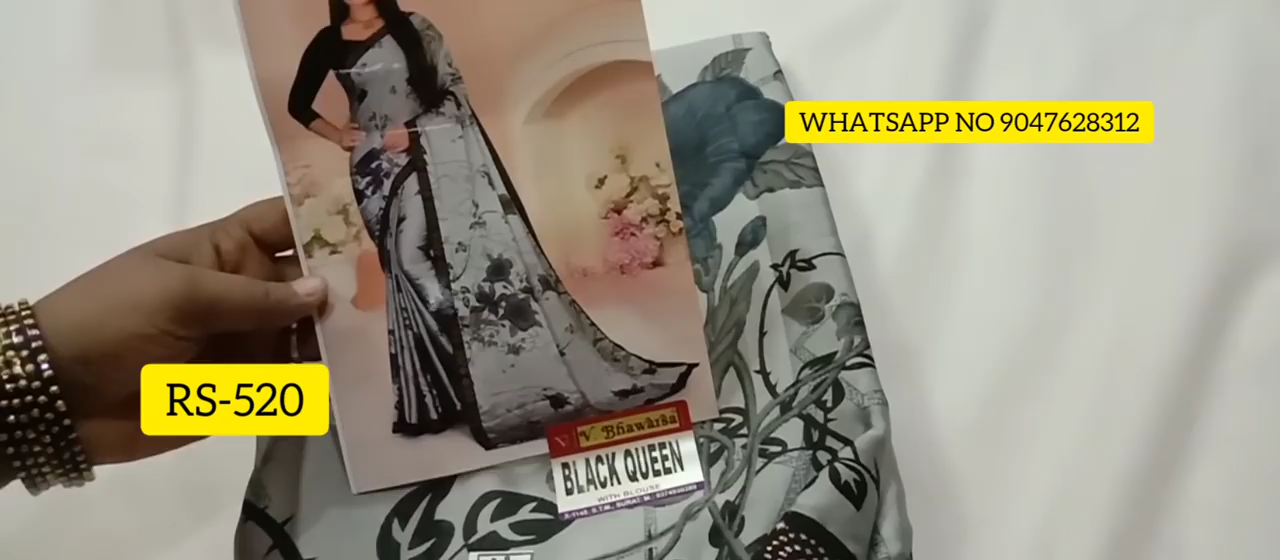 WHATSAPP NO 9047628312
RS-520
V Bhawarsa
BLACK QUEEN
WITH BLOUSE